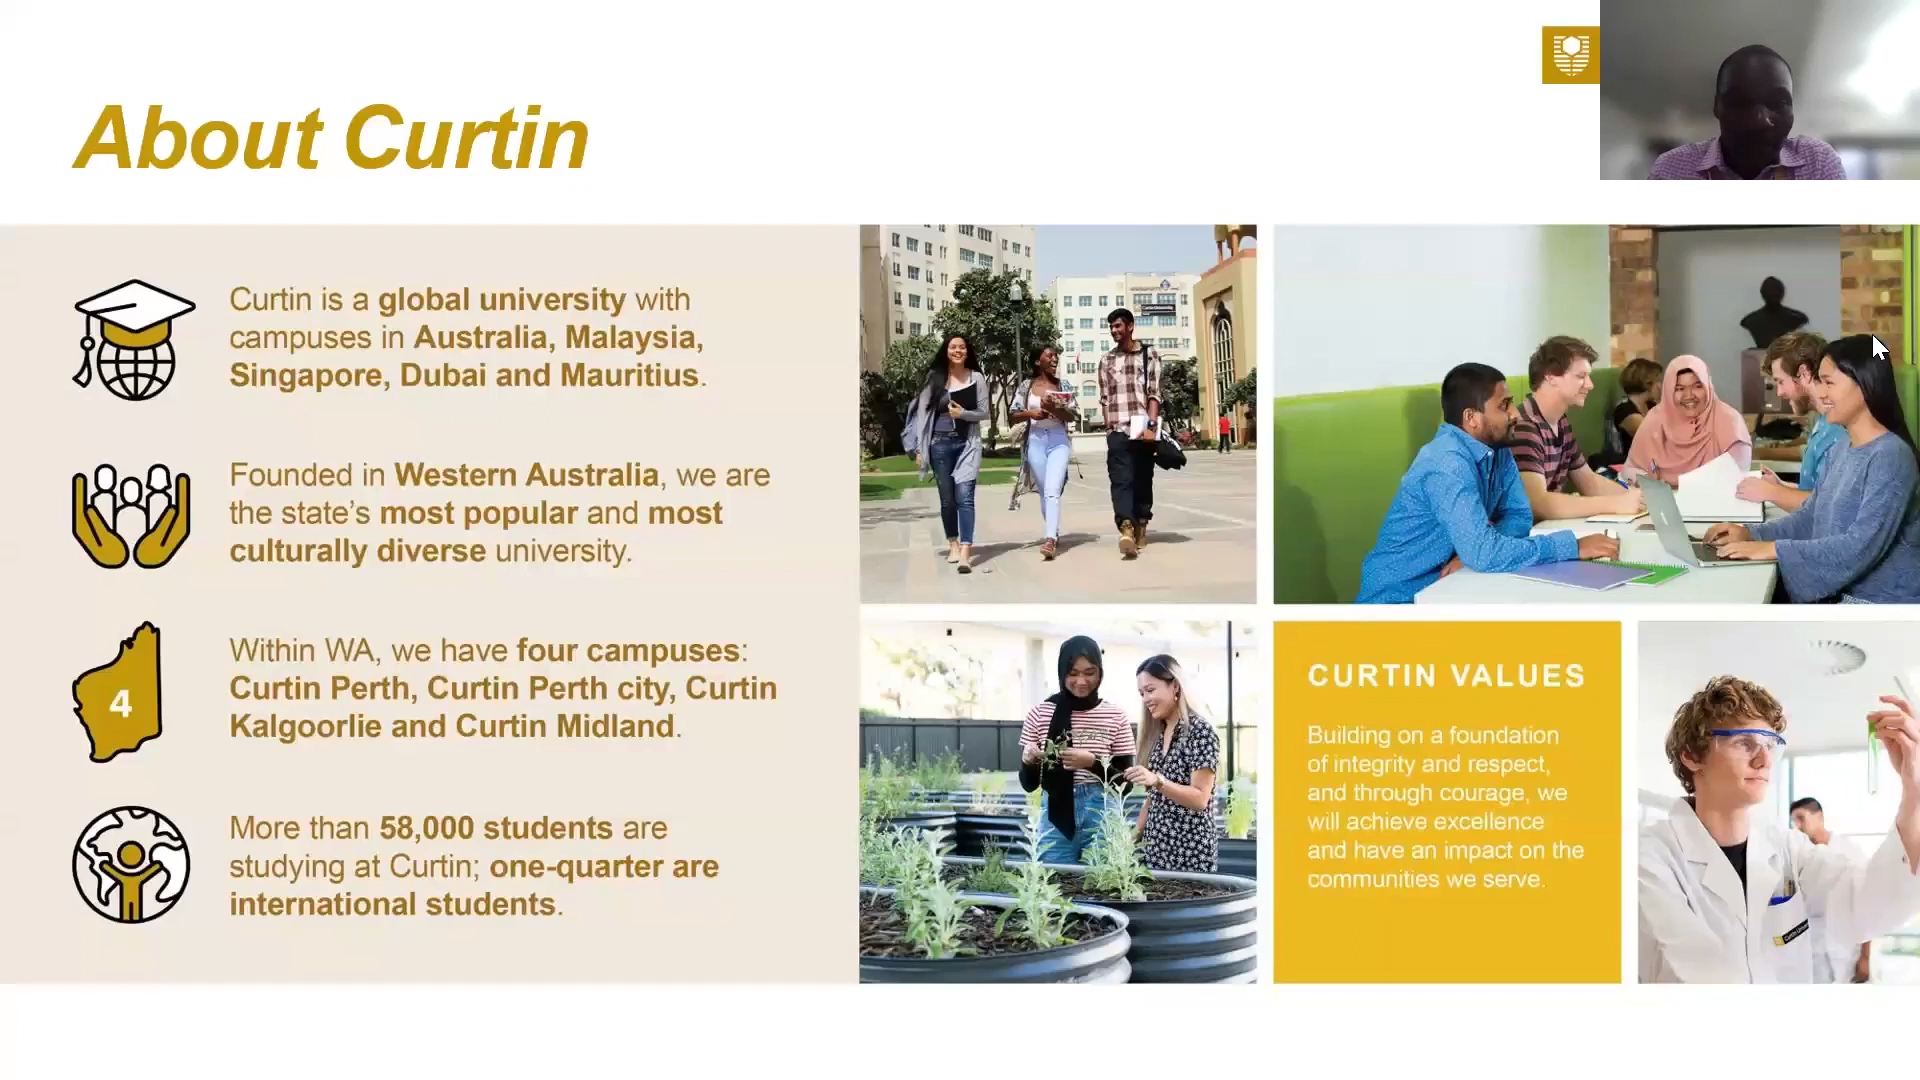 About Curtin
Curtin is a global university with
campuses in Australia, Malaysia,
Singapore, Dubai and Mauritius.
Founded in Western Australia, we are
the state’s most popular and most
culturally diverse university.
4
Within WA, we have four campuses:
Curtin Perth, Curtin Perth city, Curtin
Kalgoorlie and Curtin Midland.
More than 58,000 students are
studying at Curtin; one-quarter are
international students.
CURTIN VALUES
Building on a foundation
of integrity and respect,
and through courage, we
will achieve excellence
and have an impact on the
communities we serve.